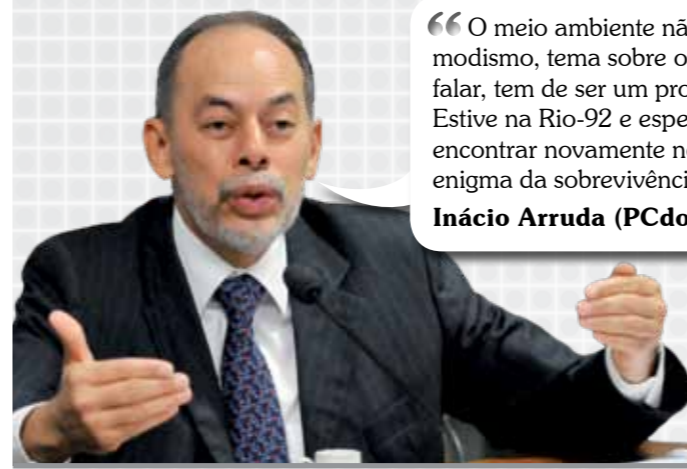 “ O meio ambiente nã
modismo, tema sobre o
falar, tem de ser um pro
Estive na Rio-92 e espe
encontrar novamente n
enigma da sobrevivênci
Inácio Arruda (PCdo